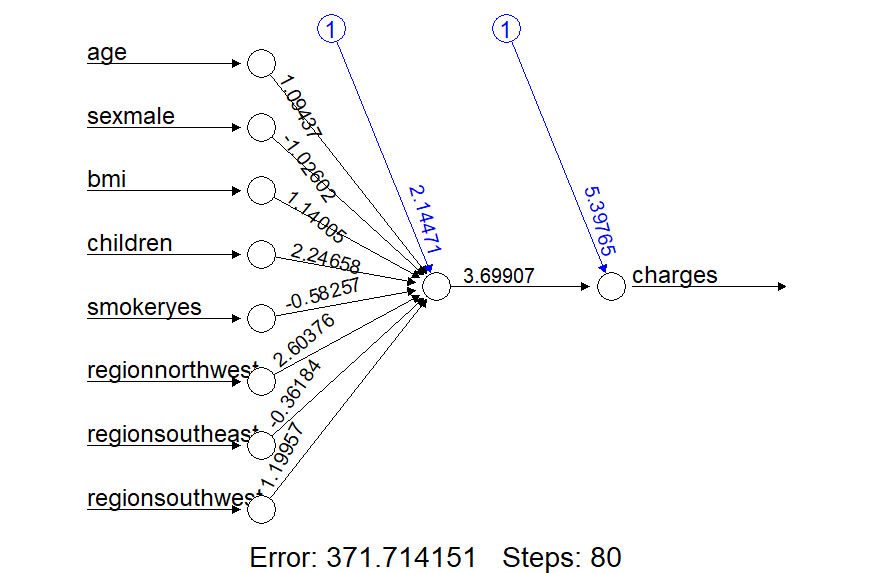 1
1
age
1.09437
sexmale
-1.02602
bmi
1.14005
2.14471
5.39765
children
2.24658
3.69907
charges
smokeryes
-0.58257
regionnorthwest
2.60376
regionsoutheast
-0.36184
regionsouthwest
1.19957
Error: 371.714151 Steps: 80